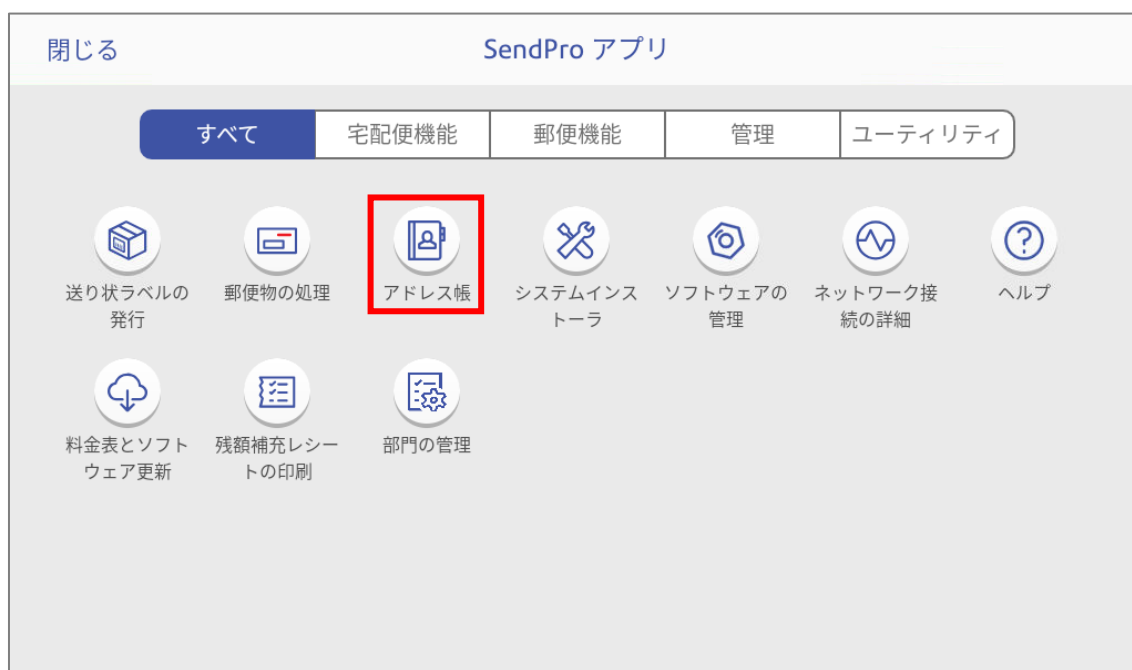 閉じる
SendPro アプリ
すべて
宅配便機能
郵便機能
管理
ユーティリティ
送り状ラベルの
発行
郵便物の処理
アドレス帳
システムインス
トーラ
ソフトウェアの
管理
ネットワーク接
続の詳細
ヘルプ
料金表とソフト
ウェア更新
残額補充レシー
トの印刷
部門の管理